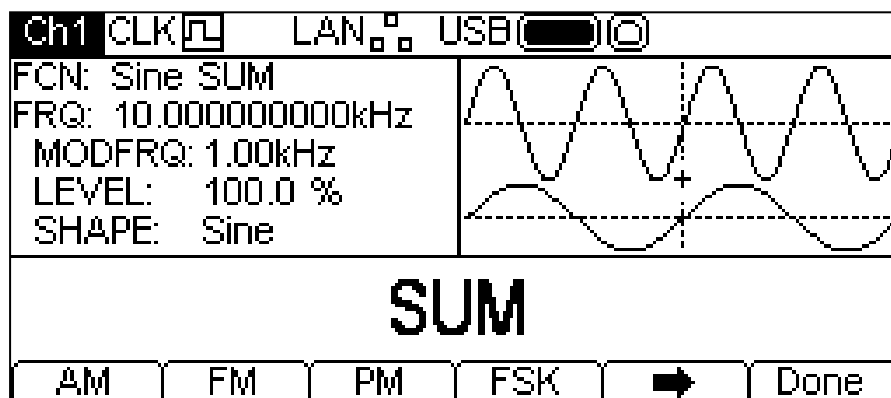 Ch1 CLK LAN USB
FCN: Sine SUM
FRQ: 10.000000000kHz
MODFRQ: 1.00kHz
LEVEL: 100.0 %
SHAPE: Sine
SUM
AM FM PM FSK Done